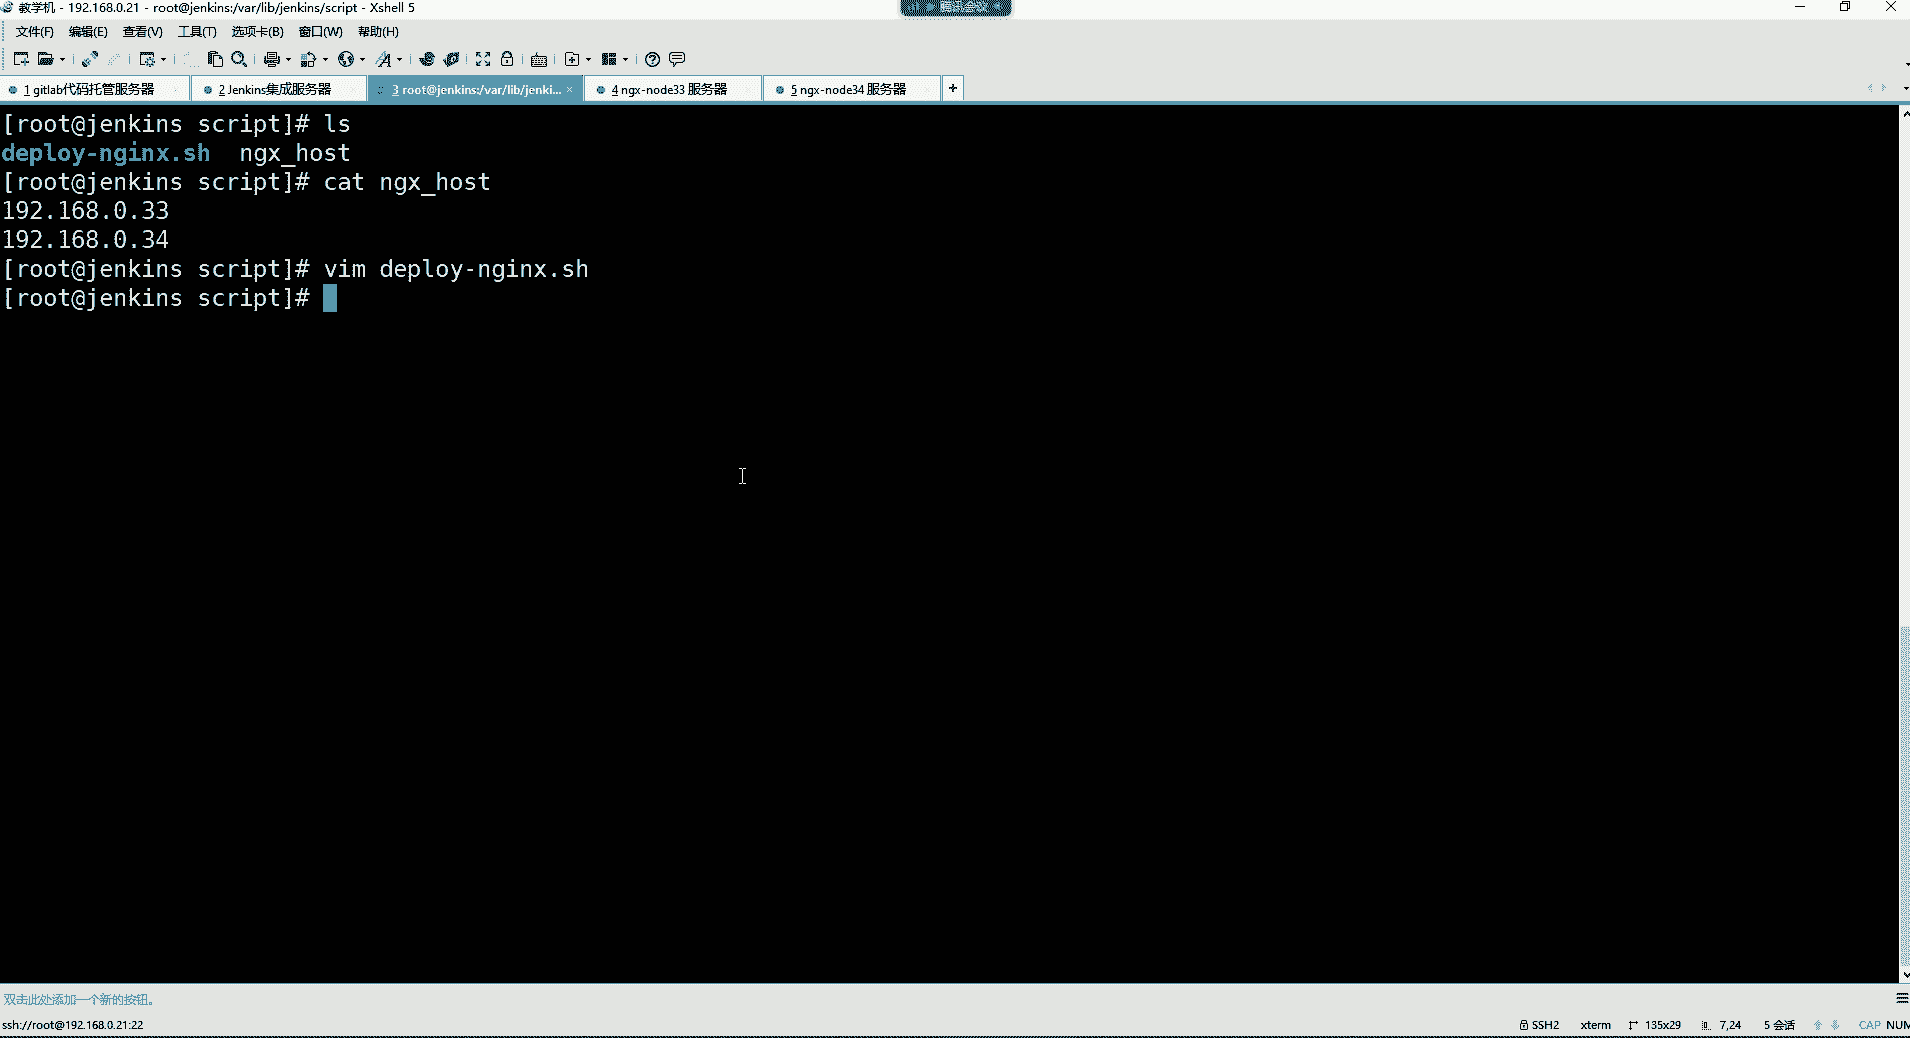 教学机 - 192.168.0.21 - root@jenkins:/var/lib/jenkins/script - Xshell 5
腾讯会议
文件(F) 编辑(E) 查看(V) 工具(T) 选项卡(B) 窗口(W) 帮助(H)
1 gitlab代码托管服务器 2 Jenkins集成服务器 3 root@jenkins:/var/lib/jenki... × 4 ngx-node33 服务器 5 ngx-node34 服务器 +
[root@jenkins script]# ls
deploy-nginx.sh ngx_host
[root@jenkins script]# cat ngx_host
192.168.0.33
192.168.0.34
[root@jenkins script]# vim deploy-nginx.sh
[root@jenkins script]#
双击此处添加一个新的按钮。
ssh://root@192.168.0.21:22 SSH2 xterm 135x29 7,24 5 会话 CAP NUM